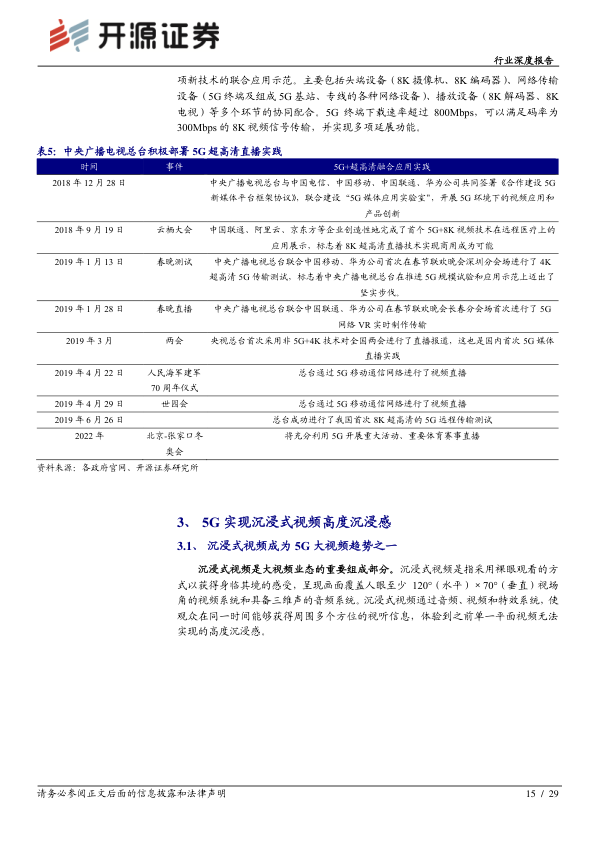 开源证券
行业深度报告
项新技术的联合应用示范。主要包括头端设备（8K 摄像机、8K 编码器）、网络传输
设备（5G 终端及组成 5G 基站、专线的各种网络设备）、播放设备（8K 解码器、8K
电视）等多个环节的协同配合。5G 终端下载速率超过 800Mbps，可以满足码率为
300Mbps 的 8K 视频信号传输，并实现多项延展功能。
表5：中央广播电视总台积极部署 5G 超高清直播实践
时间 事件 5G+超高清融合应用实践
2018 年 12 月 28 日 中央广播电视总台与中国电信、中国移动、中国联通、华为公司共同签署《合作建设 5G
新媒体平台框架协议》，联合建设“5G 媒体应用实验室”，开展 5G 环境下的视频应用和
产品创新
2018 年 9 月 19 日 云栖大会 中国联通、阿里云、京东方等企业创造性地完成了首个 5G+8K 视频技术在远程医疗上的
应用展示，标志着 8K 超高清直播技术实现商用成为可能
2019 年 1 月 13 日 春晚测试 中央广播电视总台联合中国移动、华为公司首次在春节联欢晚会深圳分会场进行了 4K
超高清 5G 传输测试，标志着中央广播电视总台在推进 5G 规模试验和应用示范上迈出了
坚实步伐。
2019 年 1 月 28 日 春晚直播 中央广播电视总台联合中国联通、华为公司在春节联欢晚会长春分会场首次进行了 5G
网络 VR 实时制作传输
2019 年 3 月 两会 央视总台首次采用非 5G+4K 技术对全国两会进行了直播报道，这也是国内首次 5G 媒体
直播实践
2019 年 4 月 22 日 人民海军建军 总台通过 5G 移动通信网络进行了视频直播
70 周年仪式
2019 年 4 月 29 日 世园会 总台通过 5G 移动通信网络进行了视频直播
2019 年 6 月 26 日 总台成功进行了我国首次 8K 超高清的 5G 远程传输测试
2022 年 北京-张家口冬 将充分利用 5G 开展重大活动、重要体育赛事直播
奥会
资料来源：各政府官网、开源证券研究所
3、 5G 实现沉浸式视频高度沉浸感
3.1、 沉浸式视频成为 5G 大视频趋势之一
沉浸式视频是大视频业态的重要组成部分。沉浸式视频是指采用裸眼观看的方
式以获得身临其境的感受，呈现画面覆盖人眼至少 120°（水平）×70°（垂直）视场
角的视频系统和具备三维声的音频系统。沉浸式视频通过音频、视频和特效系统，使
观众在同一时间能够获得周围多个方位的视听信息，体验到之前单一平面视频无法
实现的高度沉浸感。
请务必参阅正文后面的信息披露和法律声明 15 / 29